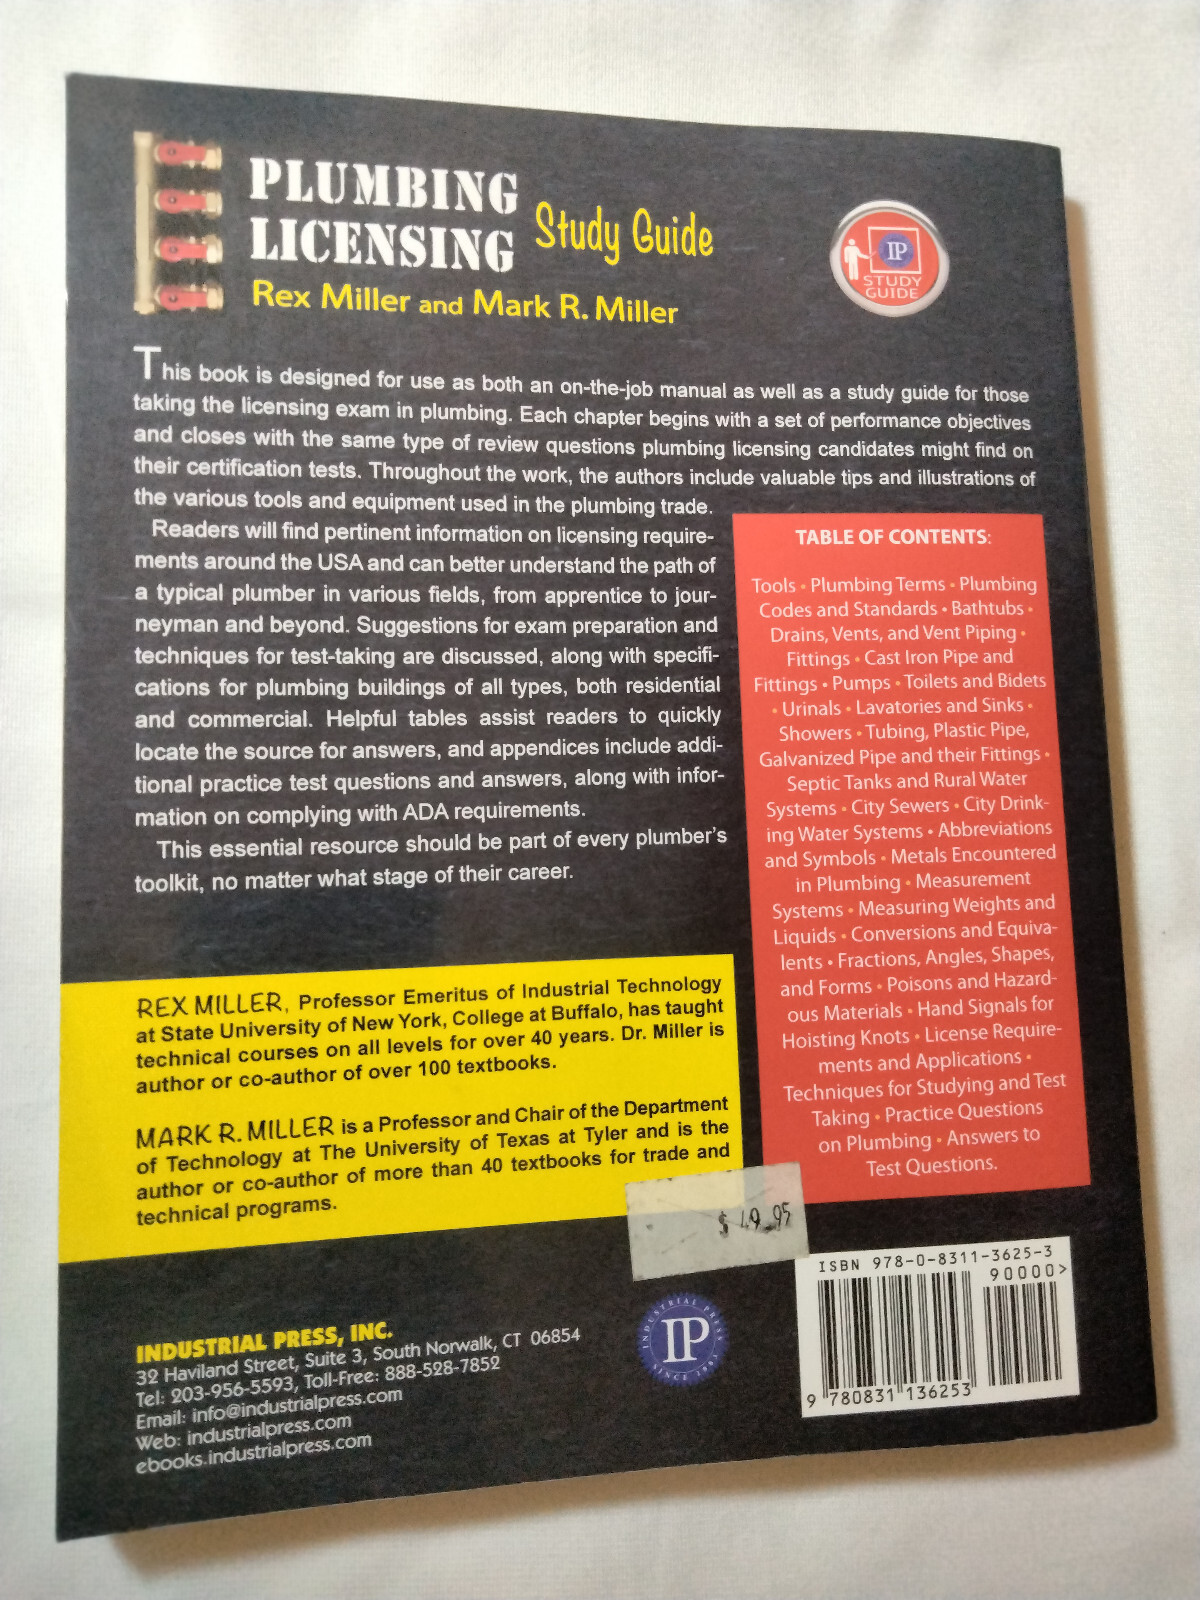 PLUMBING
LICENSING
Study Guide
Rex Miller and Mark R. Miller
IP
STUDY
GUIDE
This book is designed for use as both an on-the-job manual as well as a study guide for those
taking the licensing exam in plumbing. Each chapter begins with a set of performance objectives
and closes with the same type of review questions plumbing licensing candidates might find on
their certification tests. Throughout the work, the authors include valuable tips and illustrations of
the various tools and equipment used in the plumbing trade.
Readers will find pertinent information on licensing require-
ments around the USA and can better understand the path of
a typical plumber in various fields, from apprentice to jour-
neyman and beyond. Suggestions for exam preparation and
techniques for test-taking are discussed, along with specifi-
cations for plumbing buildings of all types, both residential
and commercial. Helpful tables assist readers to quickly
locate the source for answers, and appendices include addi-
tional practice test questions and answers, along with infor-
mation on complying with ADA requirements.
This essential resource should be part of every plumber's
toolkit, no matter what stage of their career.
TABLE OF CONTENTS:
Tools • Plumbing Terms • Plumbing
Codes and Standards • Bathtubs •
Drains, Vents, and Vent Piping •
Fittings • Cast Iron Pipe and
Fittings • Pumps • Toilets and Bidets
• Urinals • Lavatories and Sinks •
Showers • Tubing, Plastic Pipe,
Galvanized Pipe and their Fittings •
Septic Tanks and Rural Water
Systems • City Sewers • City Drink-
ing Water Systems • Abbreviations
and Symbols • Metals Encountered
in Plumbing • Measurement
Systems • Measuring Weights and
Liquids • Conversions and Equiva-
lents • Fractions, Angles, Shapes,
and Forms • Poisons and Hazard-
ous Materials • Hand Signals for
Hoisting Knots • License Require-
ments and Applications •
Techniques for Studying and Test
Taking • Practice Questions
on Plumbing • Answers to
Test Questions.
REX MILLER, Professor Emeritus of Industrial Technology
at State University of New York, College at Buffalo, has taught
technical courses on all levels for over 40 years. Dr. Miller is
author or co-author of over 100 textbooks.
MARK R. MILLER is a Professor and Chair of the Department
of Technology at The University of Texas at Tyler and is the
author or co-author of more than 40 textbooks for trade and
technical programs.
$ 49.95
INDUSTRIAL PRESS, INC.
32 Haviland Street, Suite 3, South Norwalk, CT 06854
Tel: 203-956-5593, Toll-Free: 888-528-7852
Email: info@industrialpress.com
Web: industrialpress.com
ebooks.industrialpress.com
INDUSTRIAL PRESS
IP
SINCE 1883
ISBN 978-0-8311-3625-3
90000>
9 780831 136253